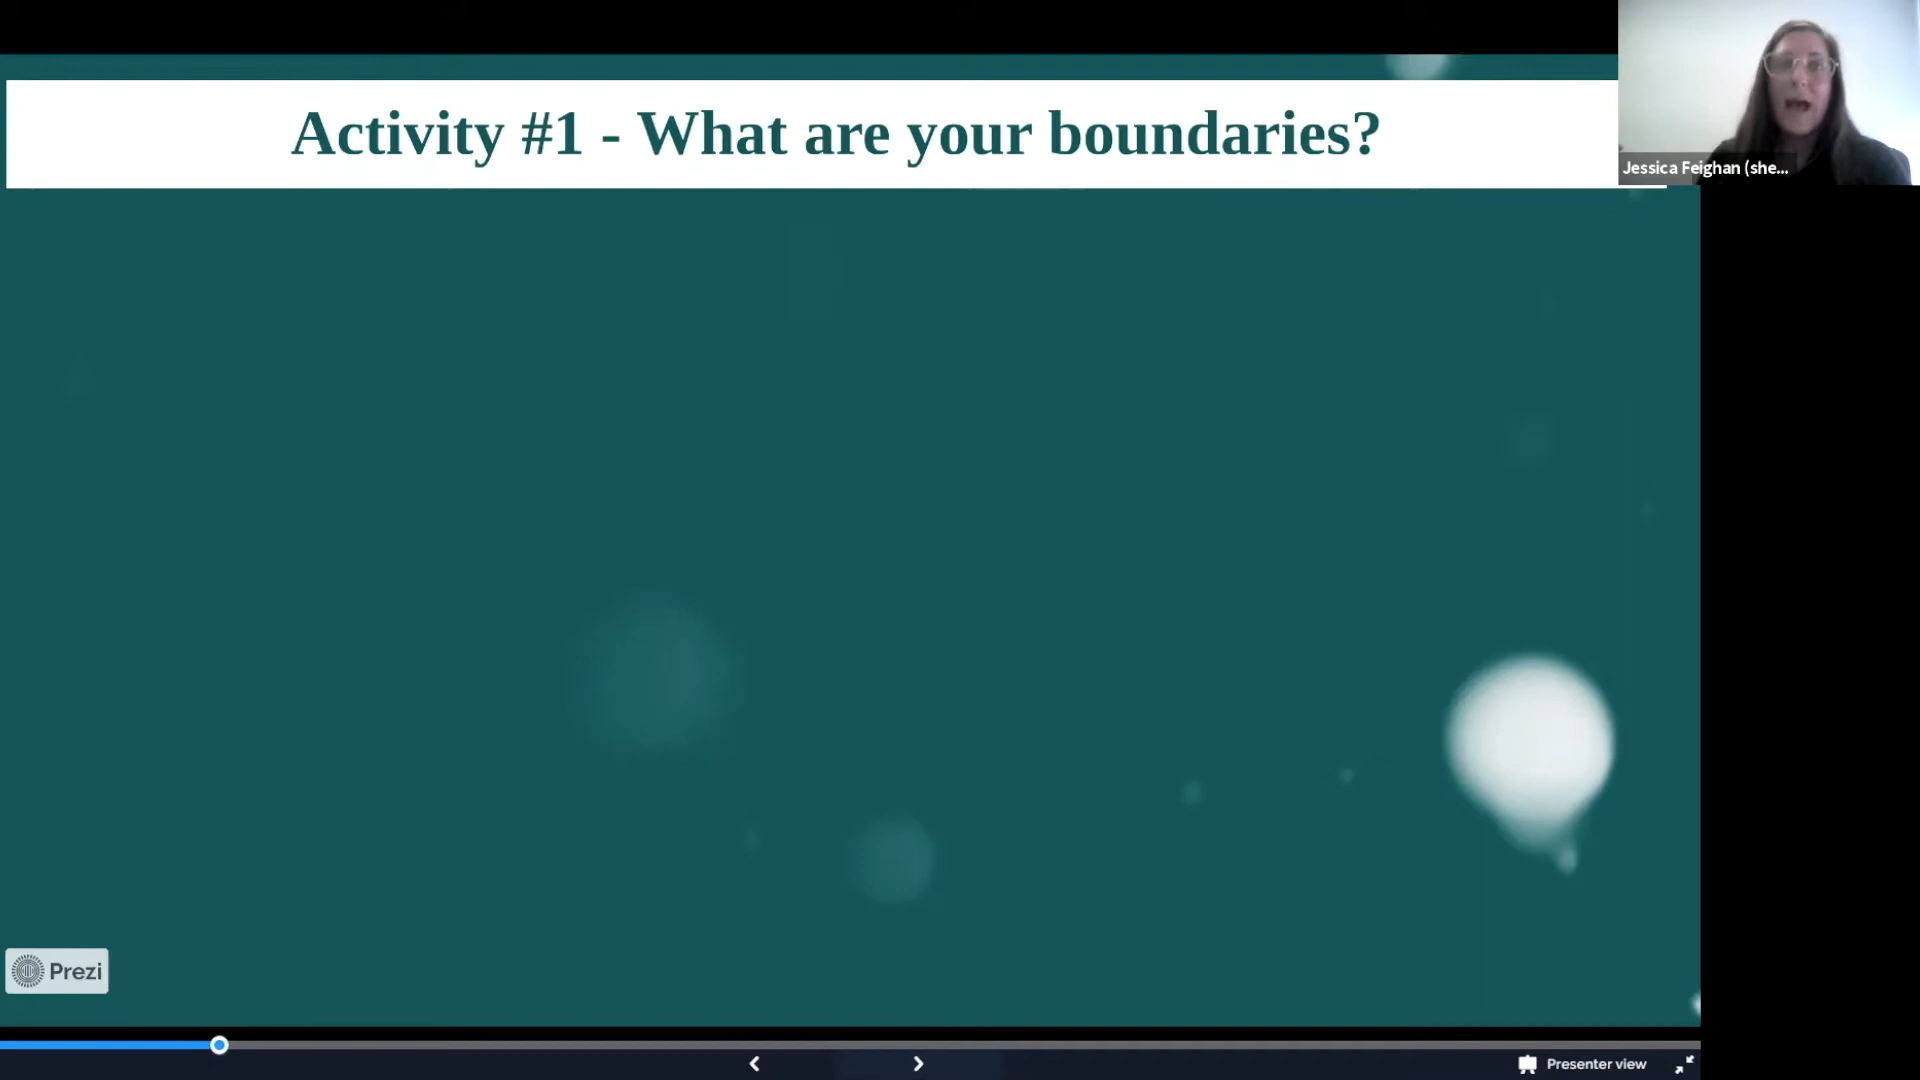 Activity #1 - What are your boundaries?
Jessica Feighan (she...
Prezi
Presenter view